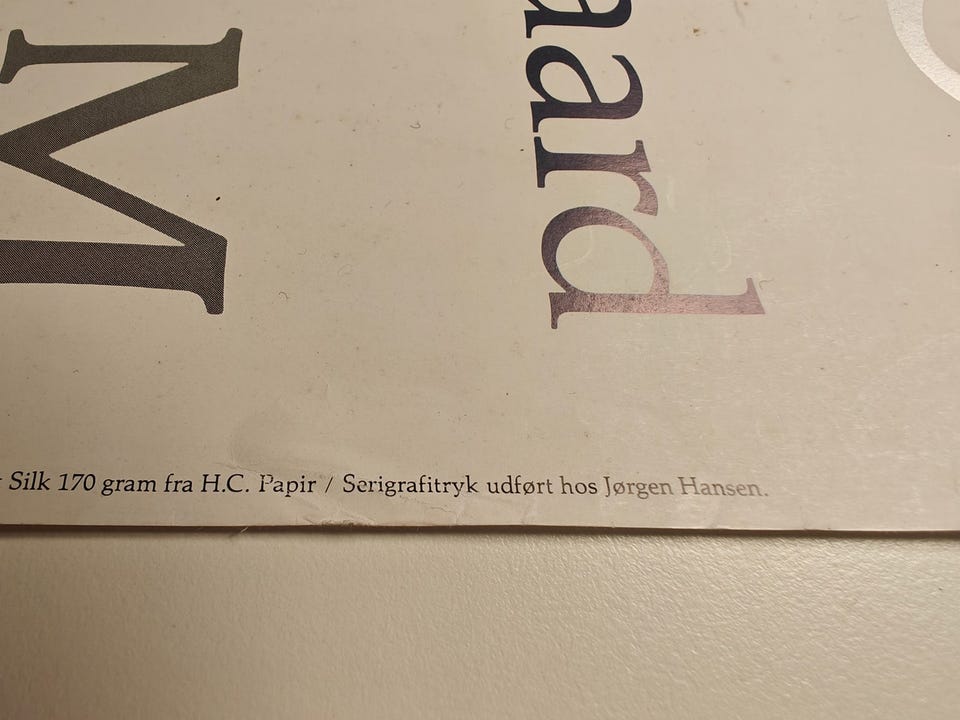 M
aard
Silk 170 gram fra H.C. Papir / Serigrafitryk udført hos Jørgen Hansen.